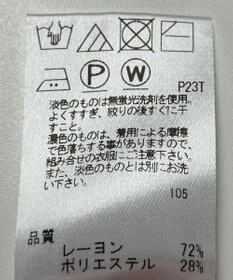 P W
P23T
淡色のものは無蛍光洗剤を使用。
よくすすぎ、絞りの後すぐに干
すこと。
濃色のものは、着用による摩擦
で色落ちする事がありますので、
組み合せの衣服にご注意下さい。
また、淡色のものとは別にお洗
い下さい。
105
品質
レーヨン 72%
ポリエステル 28%